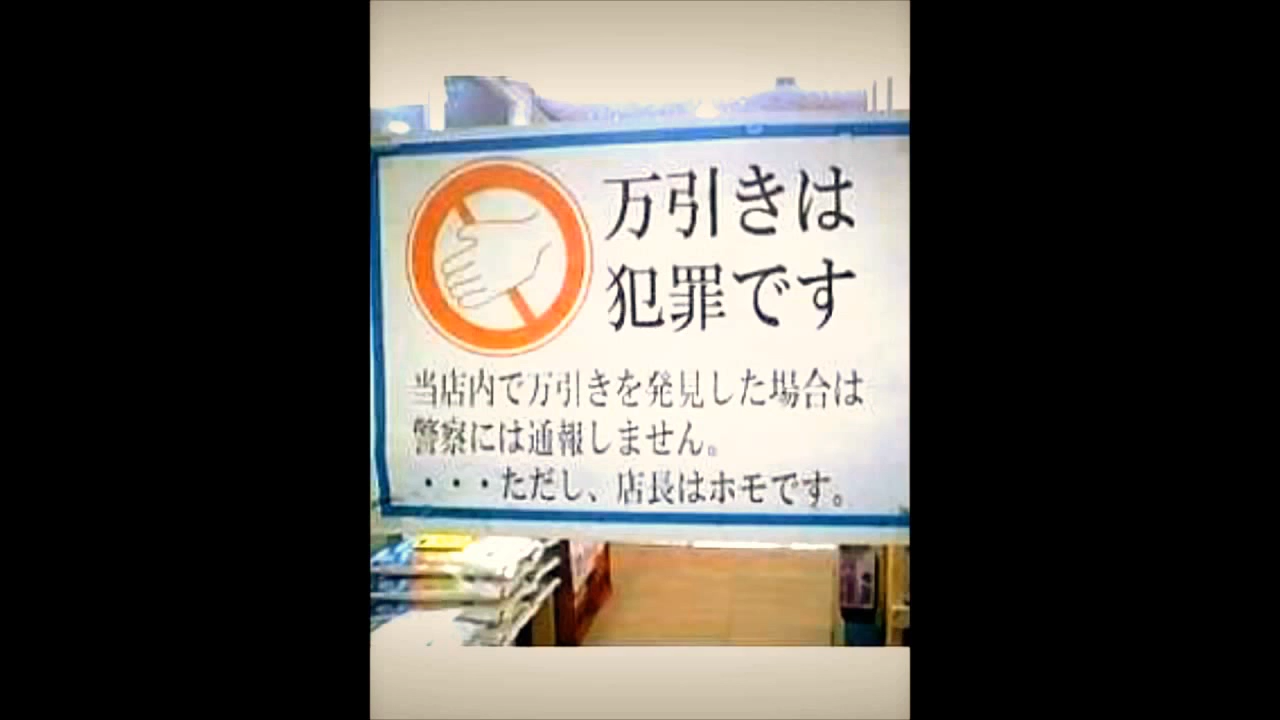 万引きは
犯罪です
当店内で万引きを発見した場合は
警察には通報しません。
・・・ただし、店長はホモです。